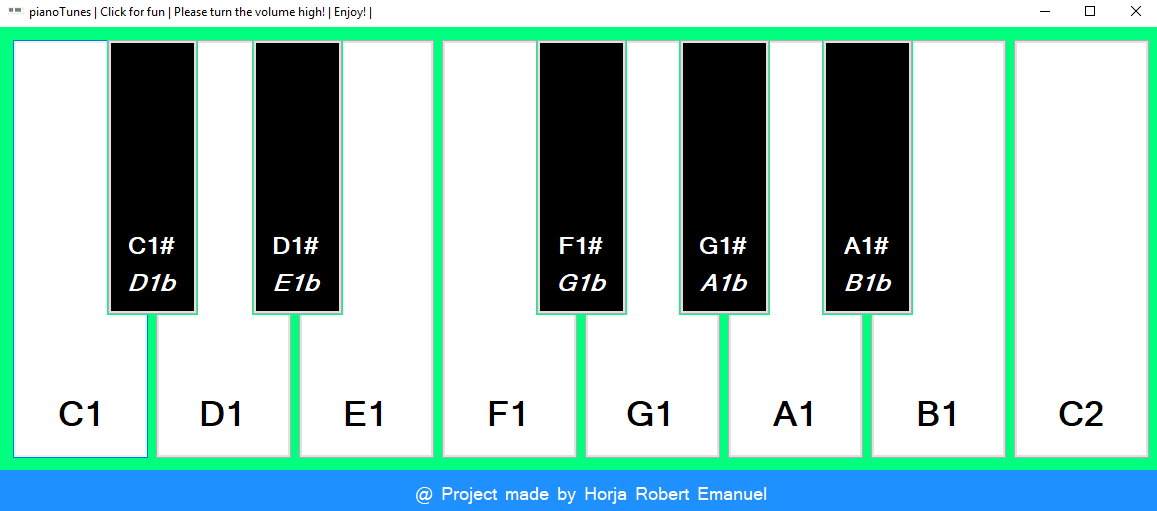 pianoTunes | Click for fun | Please turn the volume high! | Enjoy! |
C1# D1# F1# G1# A1#
D1b E1b G1b A1b B1b
C1 D1 E1 F1 G1 A1 B1 C2
@ Project made by Horja Robert Emanuel